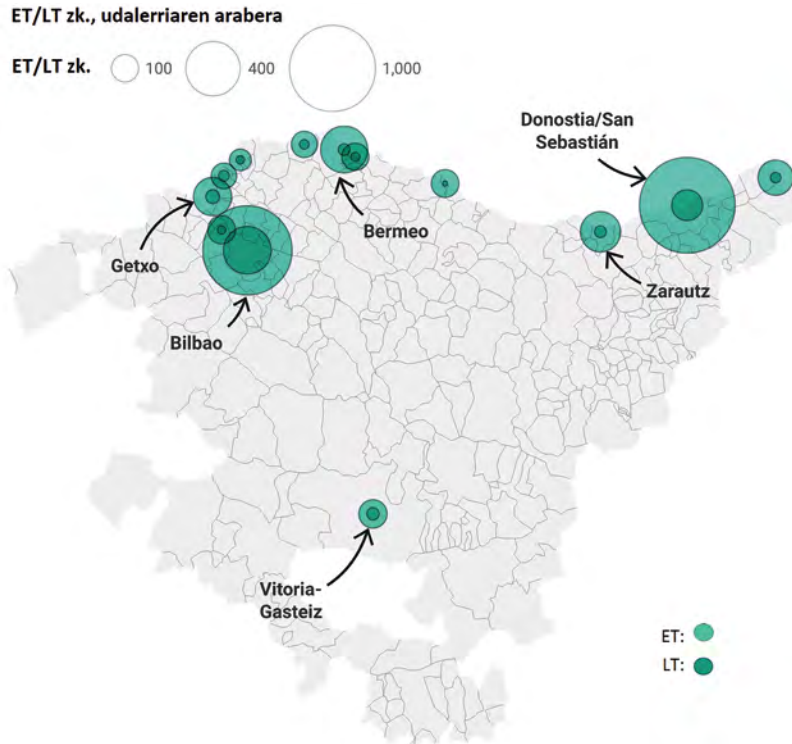 ET/LT zk., udalerriaren arabera
ET/LT zk.
100
400
1,000
Donostia/San
Sebastián
Bermeo
Getxo
Zarautz
Bilbao
Vitoria-
Gasteiz
ET:
LT: